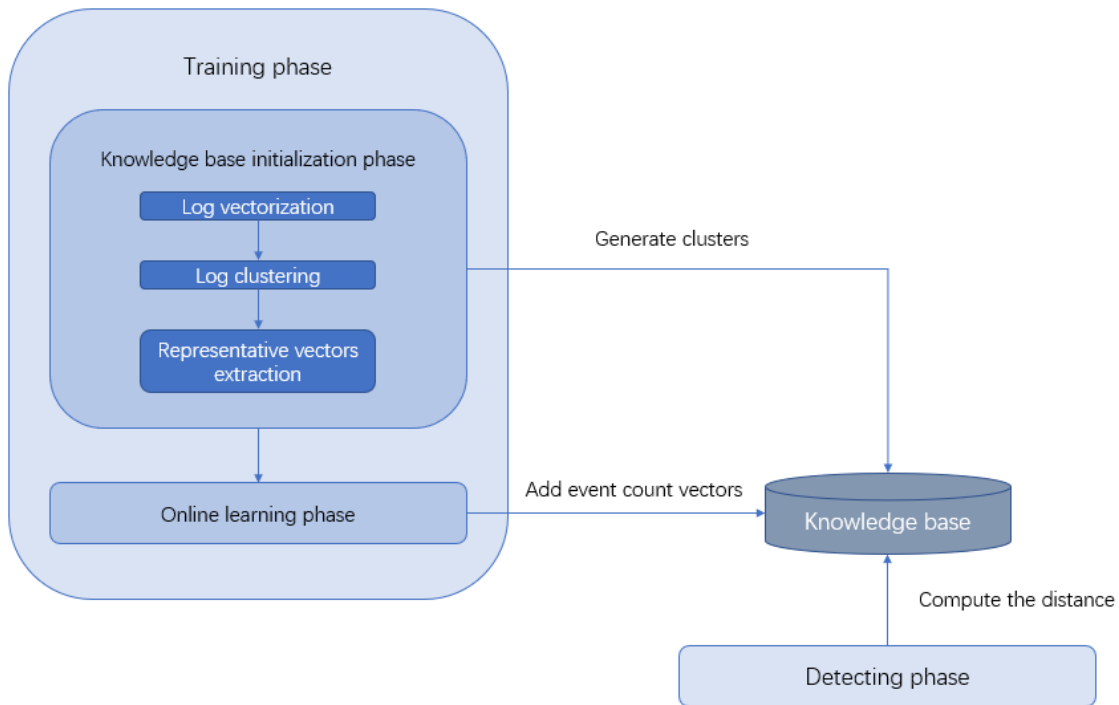 Training phase
Knowledge base initialization phase
Log vectorization
Log clustering
Representative vectors
extraction
Generate clusters
Online learning phase
Add event count vectors
Knowledge base
Compute the distance
Detecting phase